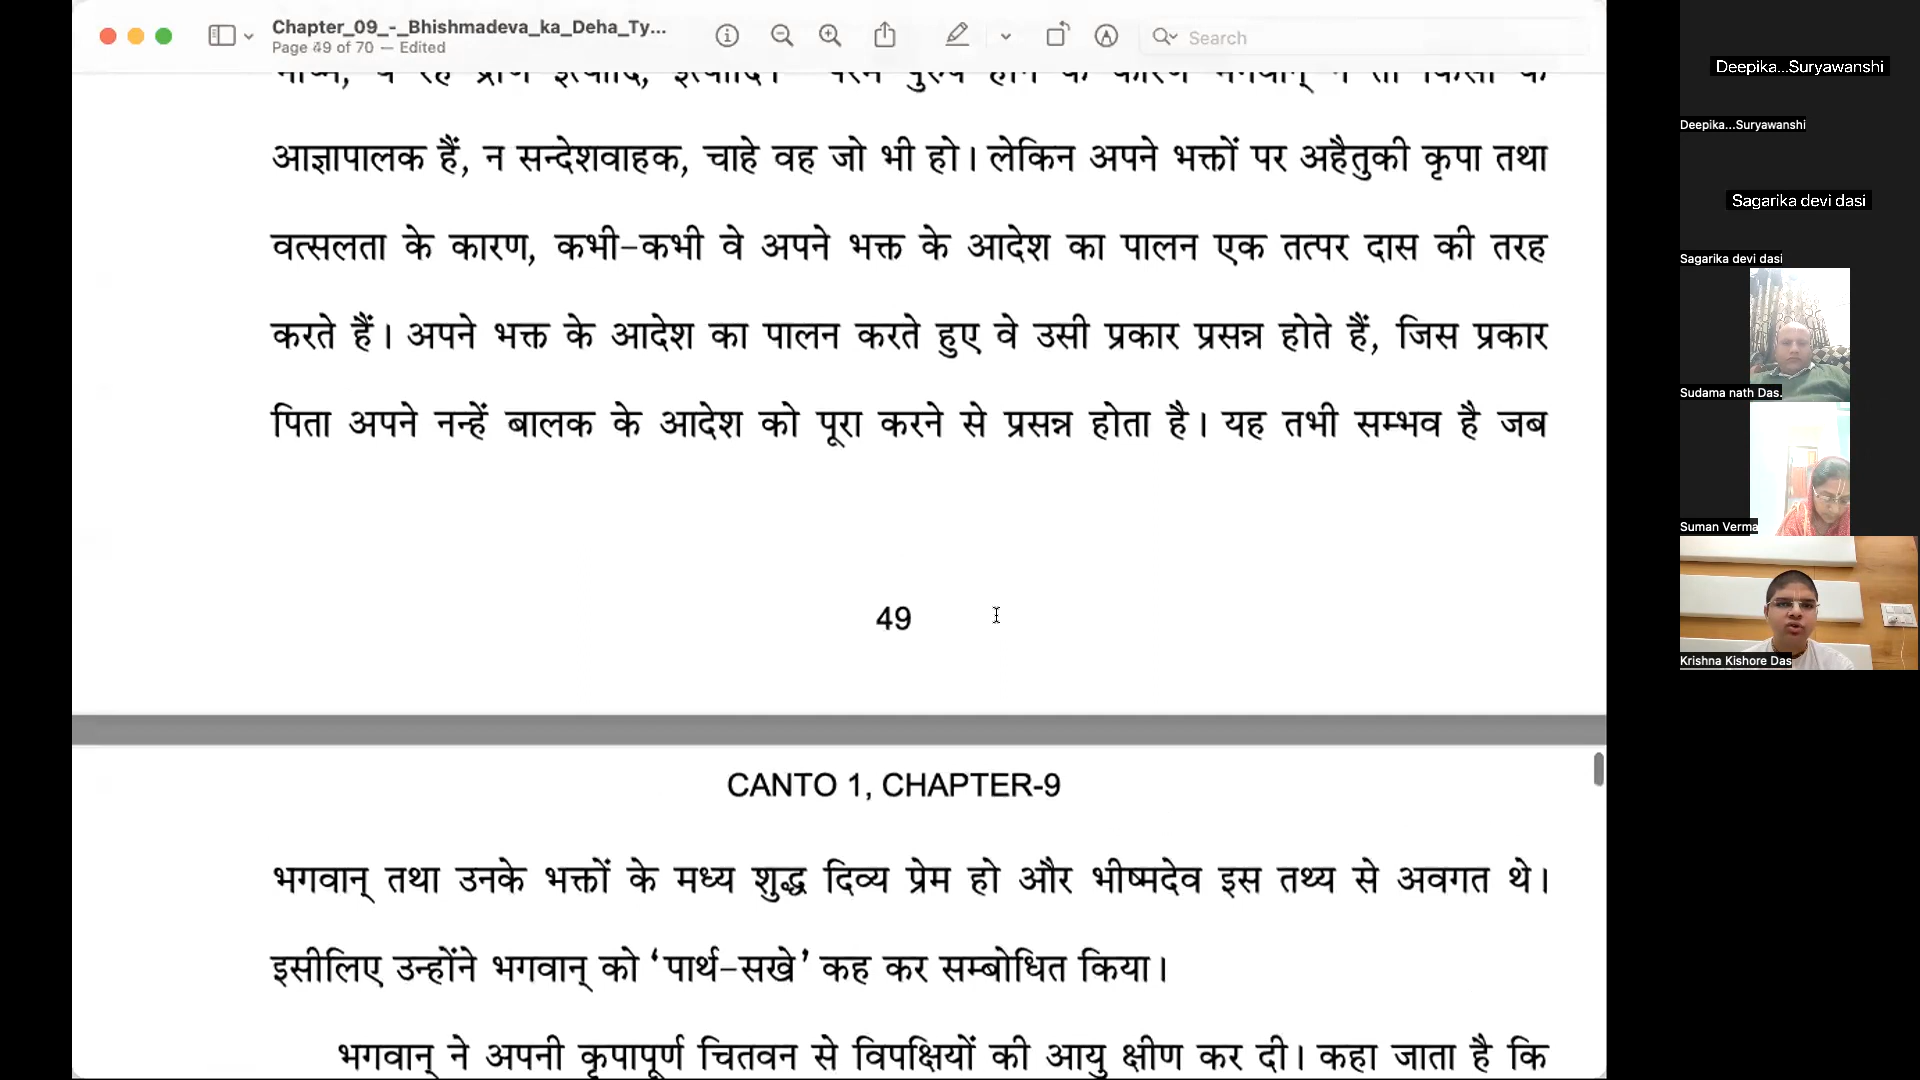 Chapter_09_-_Bhishmadeva_ka_Deha_Ty...
Page 49 of 70 — Edited
Search
आज्ञापालक हैं, न सन्देशवाहक, चाहे वह जो भी हो। लेकिन अपने भक्तों पर अहैतुकी कृपा तथा
वत्सलता के कारण, कभी-कभी वे अपने भक्त के आदेश का पालन एक तत्पर दास की तरह
करते हैं। अपने भक्त के आदेश का पालन करते हुए वे उसी प्रकार प्रसन्न होते हैं, जिस प्रकार
पिता अपने नन्हें बालक के आदेश को पूरा करने से प्रसन्न होता है। यह तभी सम्भव है जब
49
CANTO 1, CHAPTER-9
भगवान् तथा उनके भक्तों के मध्य शुद्ध दिव्य प्रेम हो और भीष्मदेव इस तथ्य से अवगत थे।
इसीलिए उन्होंने भगवान् को ‘पार्थ-सखे’ कह कर सम्बोधित किया।
भगवान् ने अपनी कृपापूर्ण चितवन से विपक्षियों की आयु क्षीण कर दी। कहा जाता है कि
Deepika...Suryawanshi
Deepika...Suryawanshi
Sagarika devi dasi
Sagarika devi dasi
Sudama nath Das.
Suman Verma
Krishna Kishore Das